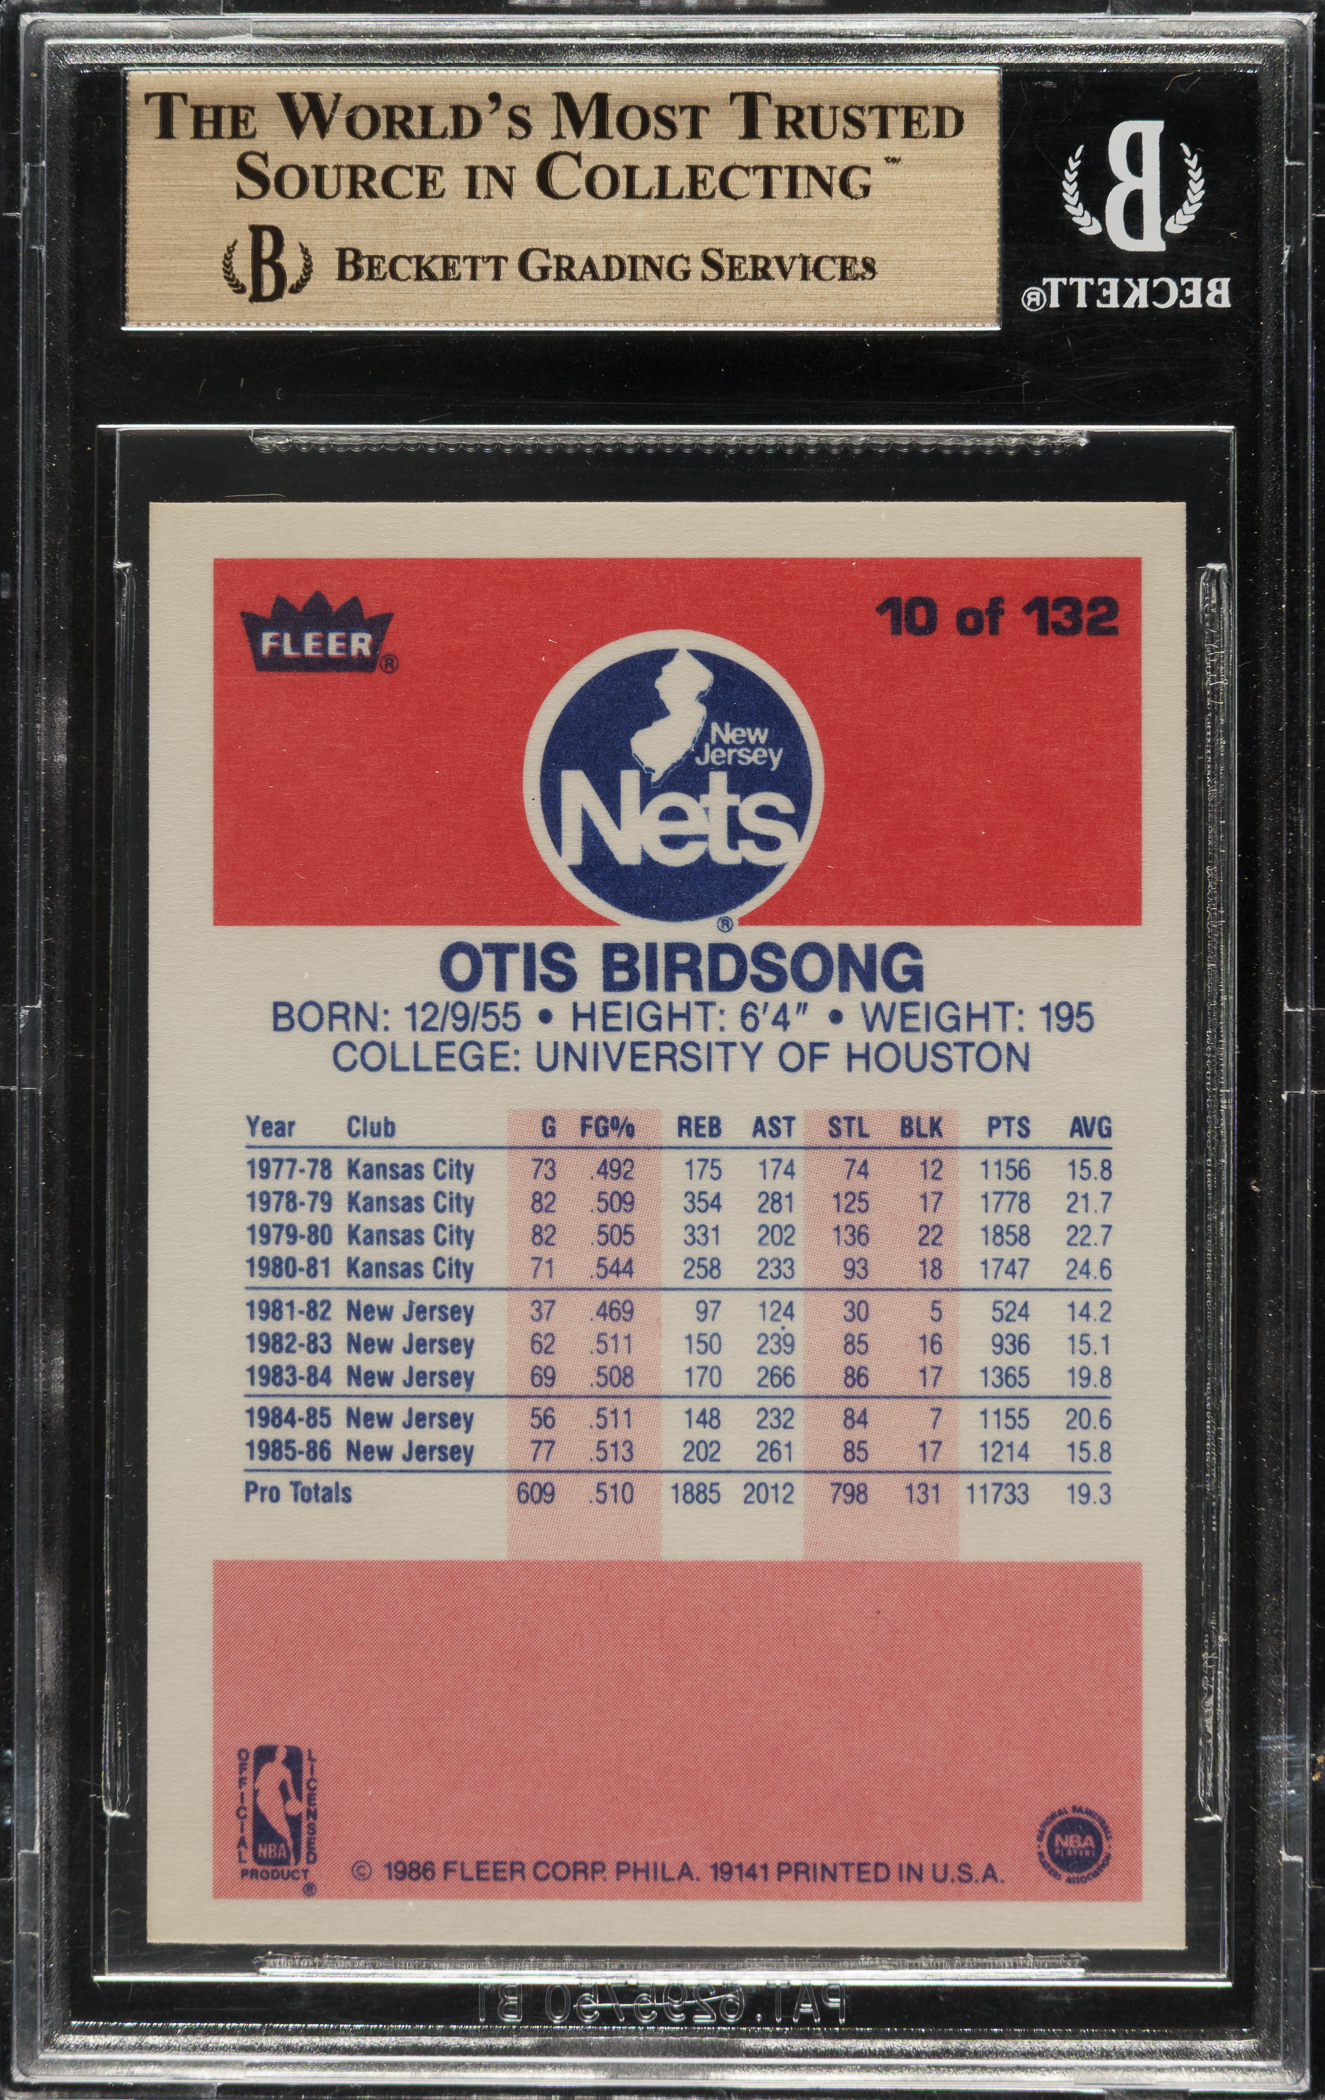 THE WORLD'S MOST TRUSTED
SOURCE IN COLLECTING™
B BECKETT GRADING SERVICES
B
BECKETT®
FLEER®
10 of 132
New
Jersey
Nets
®
OTIS BIRDSONG
BORN: 12/9/55 • HEIGHT: 6'4" • WEIGHT: 195
COLLEGE: UNIVERSITY OF HOUSTON
Year Club G FG% REB AST STL BLK PTS AVG
1977-78 Kansas City 73 .492 175 174 74 12 1156 15.8
1978-79 Kansas City 82 .509 354 281 125 17 1778 21.7
1979-80 Kansas City 82 .505 331 202 136 22 1858 22.7
1980-81 Kansas City 71 .544 258 233 93 18 1747 24.6
1981-82 New Jersey 37 .469 97 124 30 5 524 14.2
1982-83 New Jersey 62 .511 150 239 85 16 936 15.1
1983-84 New Jersey 69 .508 170 266 86 17 1365 19.8
1984-85 New Jersey 56 .511 148 232 84 7 1155 20.6
1985-86 New Jersey 77 .513 202 261 85 17 1214 15.8
Pro Totals 609 .510 1885 2012 798 131 11733 19.3
OFFICIAL LICENSED
NBA
PRODUCT ®
© 1986 FLEER CORP. PHILA. 19141 PRINTED IN U.S.A.
NATIONAL BASKETBALL
NBA
PLAYERS
PLAYERS ASSOCIATION
PAT. 6295750 B1